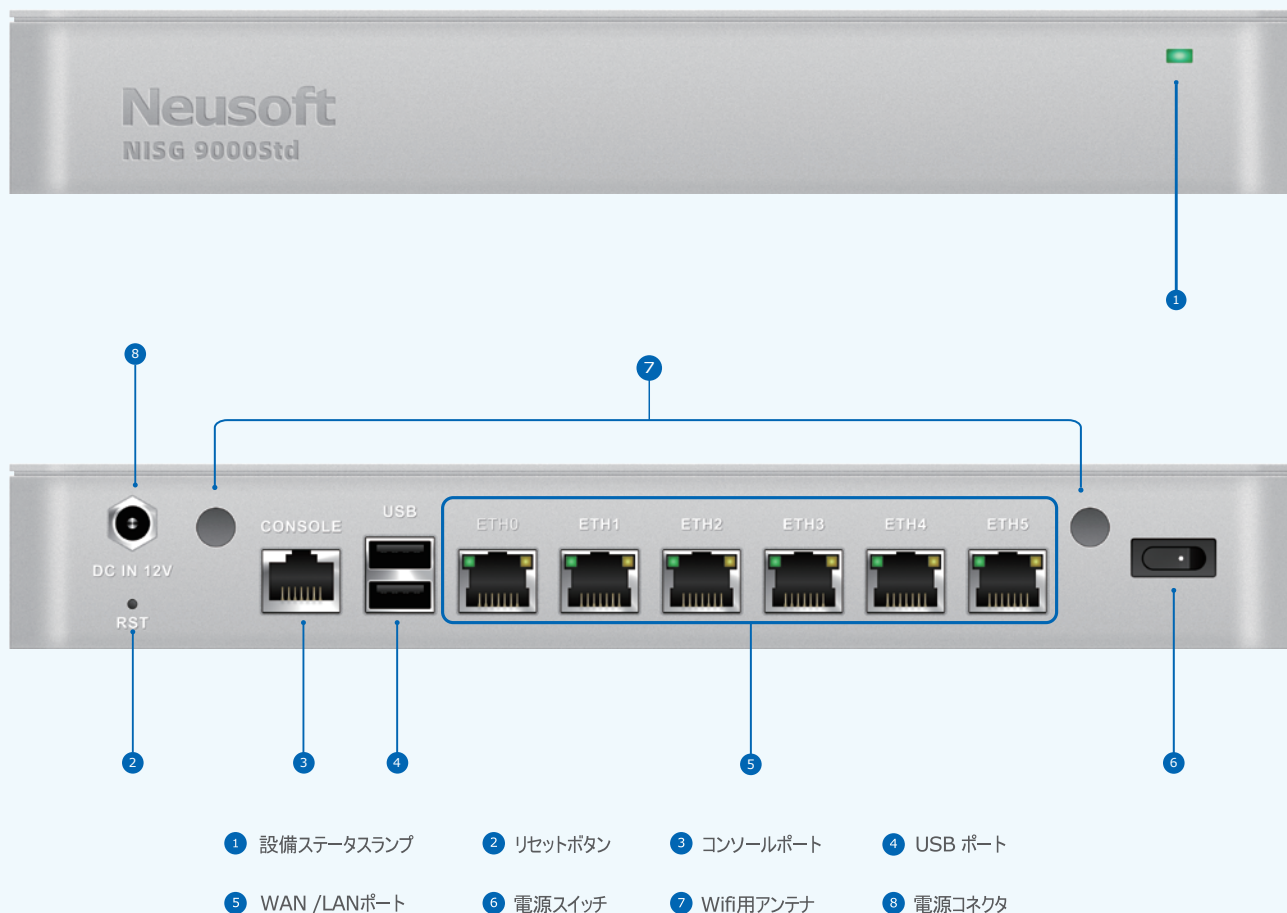 Neusoft
NISG 9000Std
1
8
7
CONSOLE
USB
ETH0
ETH1
ETH2
ETH3
ETH4
ETH5
DC IN 12V
RST
2
3
4
5
6
1 設備ステータスランプ
2 リセットボタン
3 コンソールポート
4 USB ポート
5 WAN /LANポート
6 電源スイッチ
7 Wifi用アンテナ
8 電源コネクタ